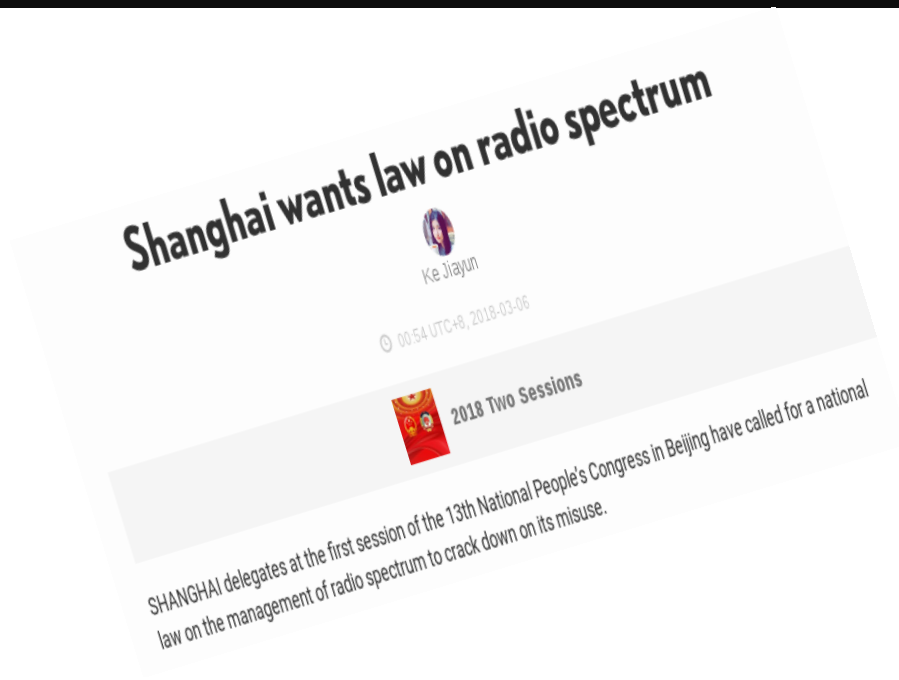 Shanghai wants law on radio spectrum
Ke Jiayun
00:54 UTC+8, 2018-03-06
2018 Two Sessions
SHANGHAI delegates at the first session of the 13th National People's Congress in Beijing have called for a national
law on the management of radio spectrum to crack down on its misuse.